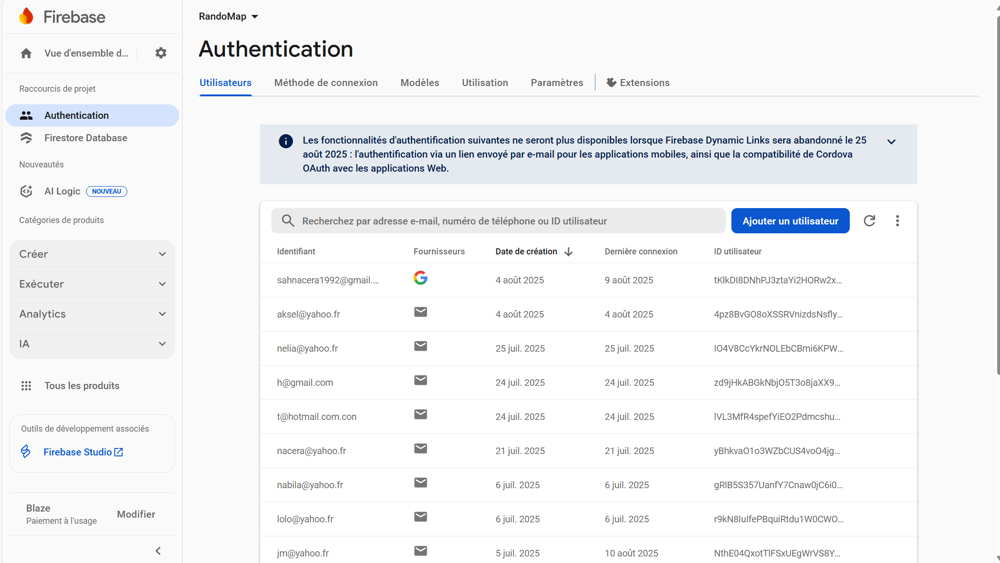 Firebase
Vue d'ensemble d...
Raccourcis de projet
Authentication
Firestore Database
Nouveautés
AI Logic NOUVEAU
Catégories de produits
Créer
Exécuter
Analytics
IA
Tous les produits
Outils de développement associés
Firebase Studio
Blaze
Paiement à l'usage
Modifier
RandoMap
Authentication
Utilisateurs Méthode de connexion Modèles Utilisation Paramètres Extensions
Les fonctionnalités d'authentification suivantes ne seront plus disponibles lorsque Firebase Dynamic Links sera abandonné le 25
août 2025 : l'authentification via un lien envoyé par e-mail pour les applications mobiles, ainsi que la compatibilité de Cordova
OAuth avec les applications Web.
Recherchez par adresse e-mail, numéro de téléphone ou ID utilisateur Ajouter un utilisateur
Identifiant Fournisseurs Date de création Dernière connexion ID utilisateur
sahnacera1992@gmail.... 4 août 2025 9 août 2025 tKlkDI8DNhPJ3ztaYi2HORw2x...
aksel@yahoo.fr 4 août 2025 4 août 2025 4pz8BvGO8oXSSRVnizdsNsfly...
nelia@yahoo.fr 25 juil. 2025 25 juil. 2025 IO4V8CcYkrNOLEbCBmi6KPW...
h@gmail.com 24 juil. 2025 24 juil. 2025 zd9jHkABGkNbjO5T3o8jaXX9...
t@hotmail.com.con 24 juil. 2025 24 juil. 2025 lVL3MfR4spefYiEO2Pdmcshu...
nacera@yahoo.fr 21 juil. 2025 21 juil. 2025 yBhkvaO1o3WZbCUS4voO4jg...
nabila@yahoo.fr 6 juil. 2025 6 juil. 2025 gRlB5S357UanfY7Cnaw0jC6i0...
lolo@yahoo.fr 6 juil. 2025 6 juil. 2025 r9kN8IuIfePBquiRtdu1W0CWO...
jm@yahoo.fr 5 juil. 2025 10 août 2025 NthE04QxotTlFSxUEgWrVS8Y...